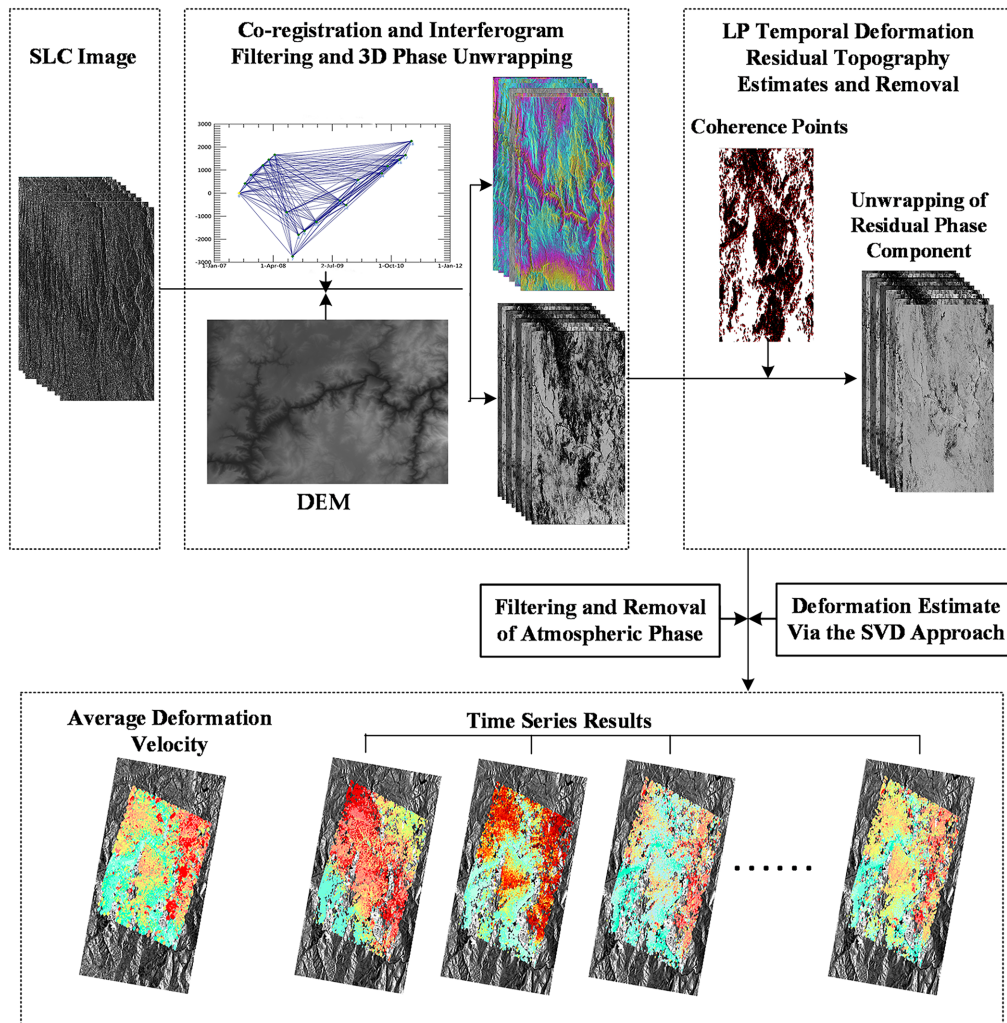 SLC Image
Co-registration and Interferogram
Filtering and 3D Phase Unwrapping
3000
2000
1000
0
-1000
-2000
-3000
1-Jan-07
1-Apr-08
2-Jul-09
1-Oct-10
1-Jan-12
DEM
LP Temporal Deformation
Residual Topography
Estimates and Removal
Coherence Points
Unwrapping of
Residual Phase
Component
Filtering and Removal
of Atmospheric Phase
Deformation Estimate
Via the SVD Approach
Average Deformation
Velocity
Time Series Results
......